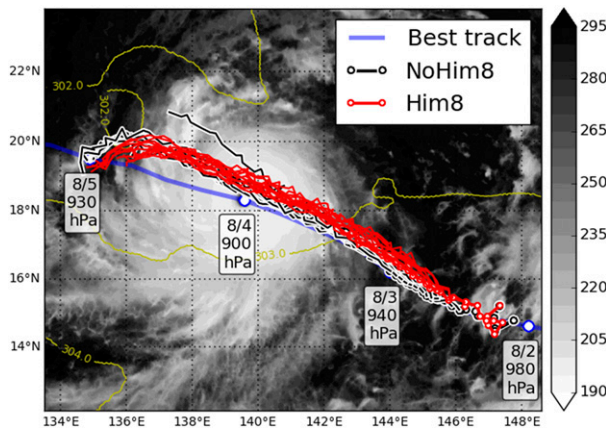 Best track
NoHim8
Him8
22°N
20°N
18°N
16°N
14°N
134°E
136°E
138°E
140°E
142°E
144°E
146°E
148°E
302.0
302.0
303.0
304.0
8/5
930
hPa
8/4
900
hPa
8/3
940
hPa
8/2
980
hPa
295
280
265
250
235
220
205
190